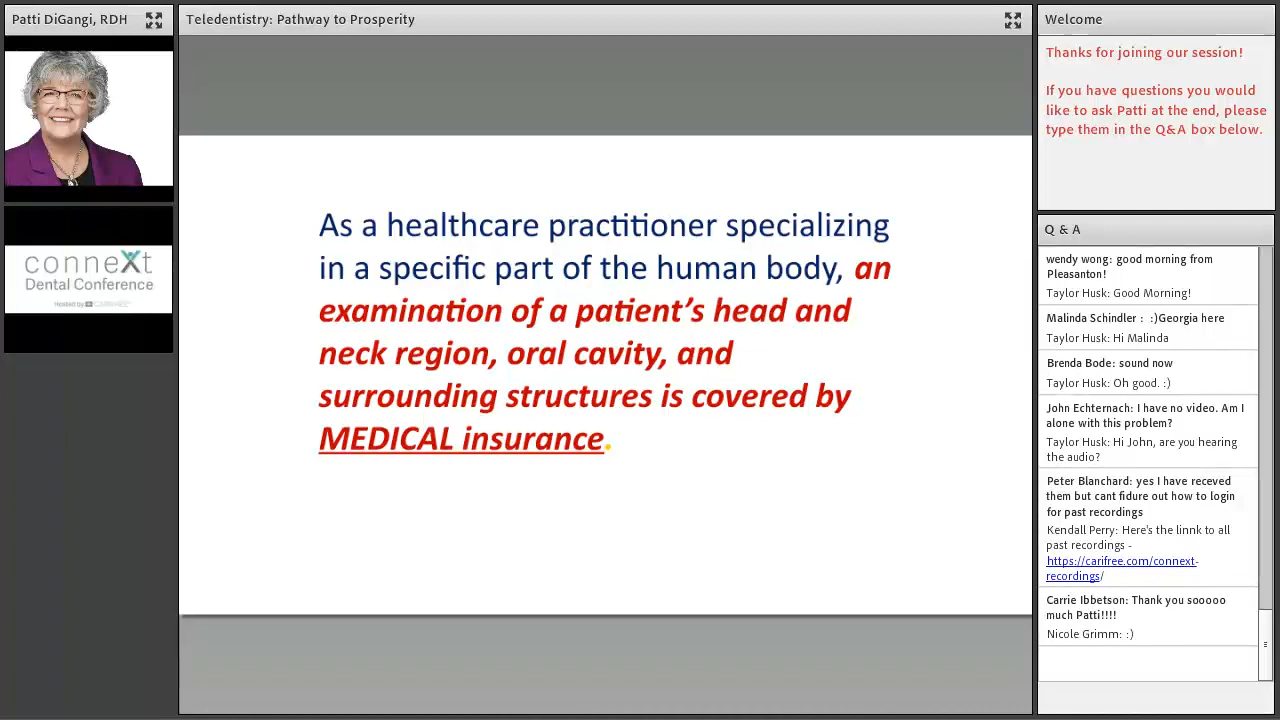 Patti DiGangi, RDH
Teledentistry: Pathway to Prosperity
Welcome
conneXt
Dental Conference
Hosted by
As a healthcare practitioner specializing
in a specific part of the human body, an
examination of a patient's head and
neck region, oral cavity, and
surrounding structures is covered by
MEDICAL insurance.
Thanks for joining our session!
If you have questions you would
like to ask Patti at the end, please
type them in the Q&A box below.
Q & A
wendy wong: good morning from
Pleasanton!
Taylor Husk: Good Morning!
Malinda Schindler : :)Georgia here
Taylor Husk: Hi Malinda
Brenda Bode: sound now
Taylor Husk: Oh good. :)
John Echternach: I have no video. Am I
alone with this problem?
Taylor Husk: Hi John, are you hearing
the audio?
Peter Blanchard: yes I have receved
them but cant fidure out how to login
for past recordings
Kendall Perry: Here's the linnk to all
past recordings -
https://carifree.com/connext-
recordings/
Carrie Ibbetson: Thank you sooooo
much Patti!!!!
Nicole Grimm: :)